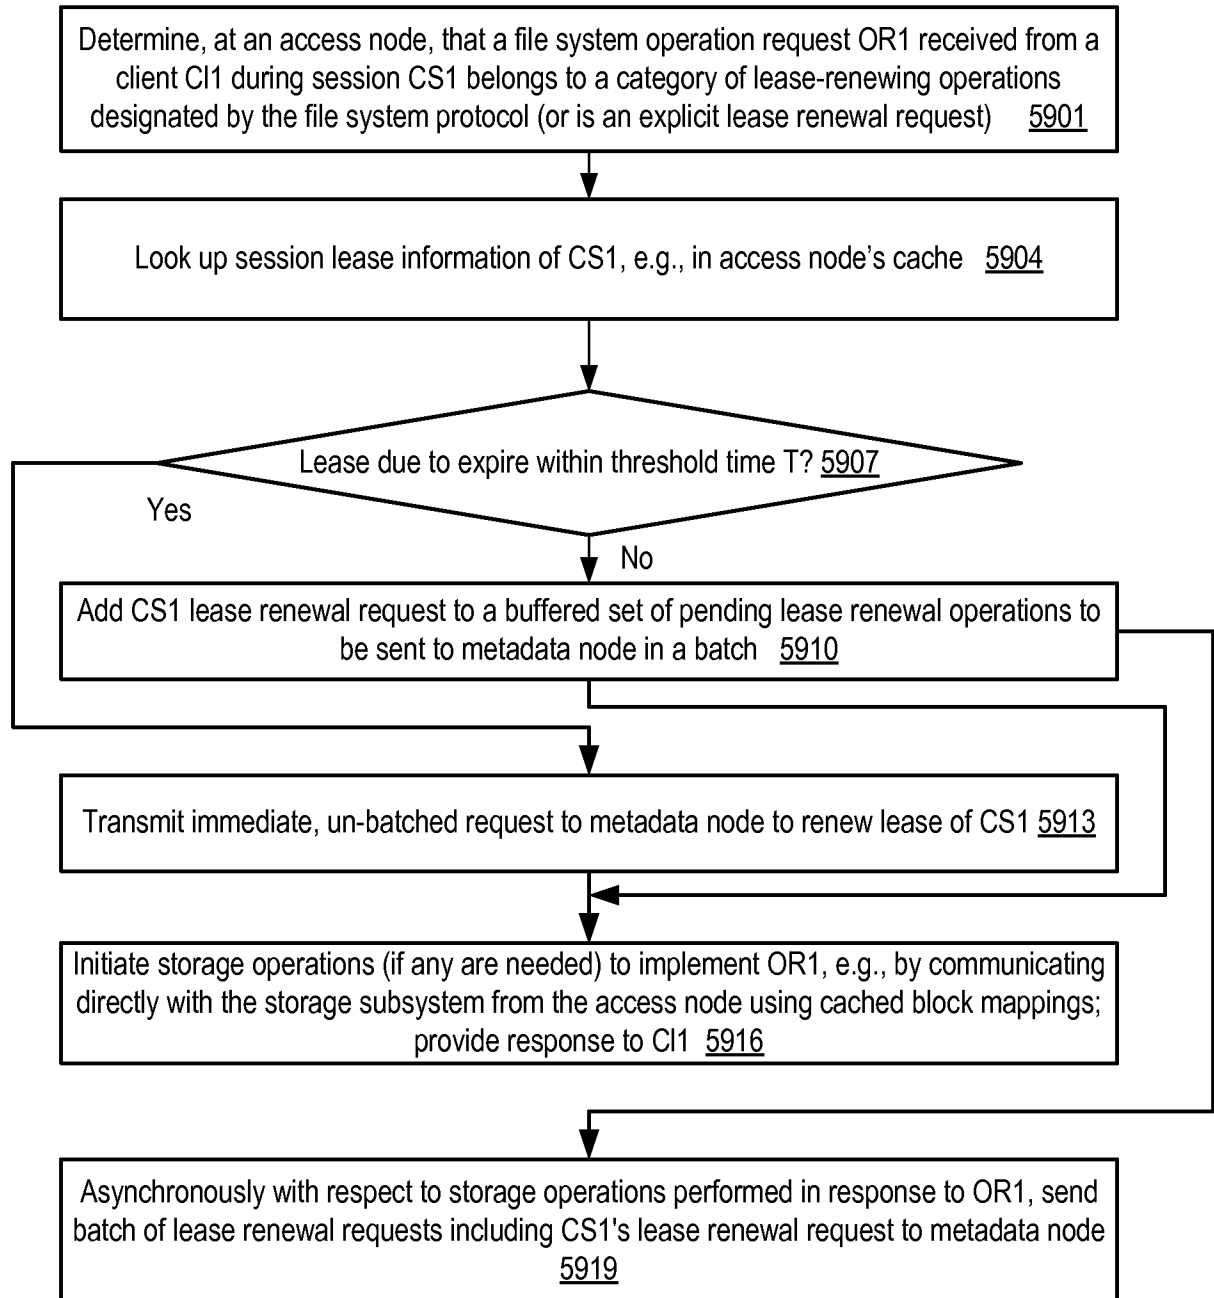 Determine, at an access node, that a file system operation request OR1 received from a
client Cl1 during session CS1 belongs to a category of lease-renewing operations
designated by the file system protocol (or is an explicit lease renewal request) 5901
Look up session lease information of CS1, e.g., in access node’s cache 5904
Lease due to expire within threshold time T? 5907
Yes
No
Add CS1 lease renewal request to a buffered set of pending lease renewal operations to
be sent to metadata node in a batch 5910
Transmit immediate, un-batched request to metadata node to renew lease of CS1 5913
Initiate storage operations (if any are needed) to implement OR1, e.g., by communicating
directly with the storage subsystem from the access node using cached block mappings;
provide response to Cl1 5916
Asynchronously with respect to storage operations performed in response to OR1, send
batch of lease renewal requests including CS1's lease renewal request to metadata node
5919